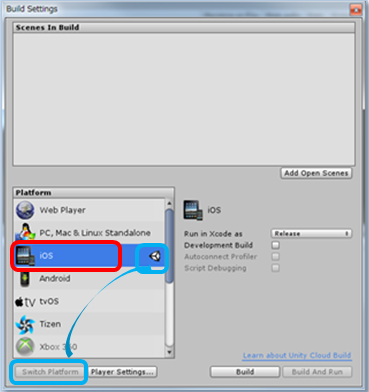 Build Settings
Scenes In Build
Add Open Scenes
Platform
Web Player
PC, Mac & Linux Standalone
iOS
Android
tvOS
Tizen
Xbox 360
iOS
Run in Xcode as
Release
Development Build
Autoconnect Profiler
Script Debugging
Learn about Unity Cloud Build
Switch Platform
Player Settings...
Build
Build And Run